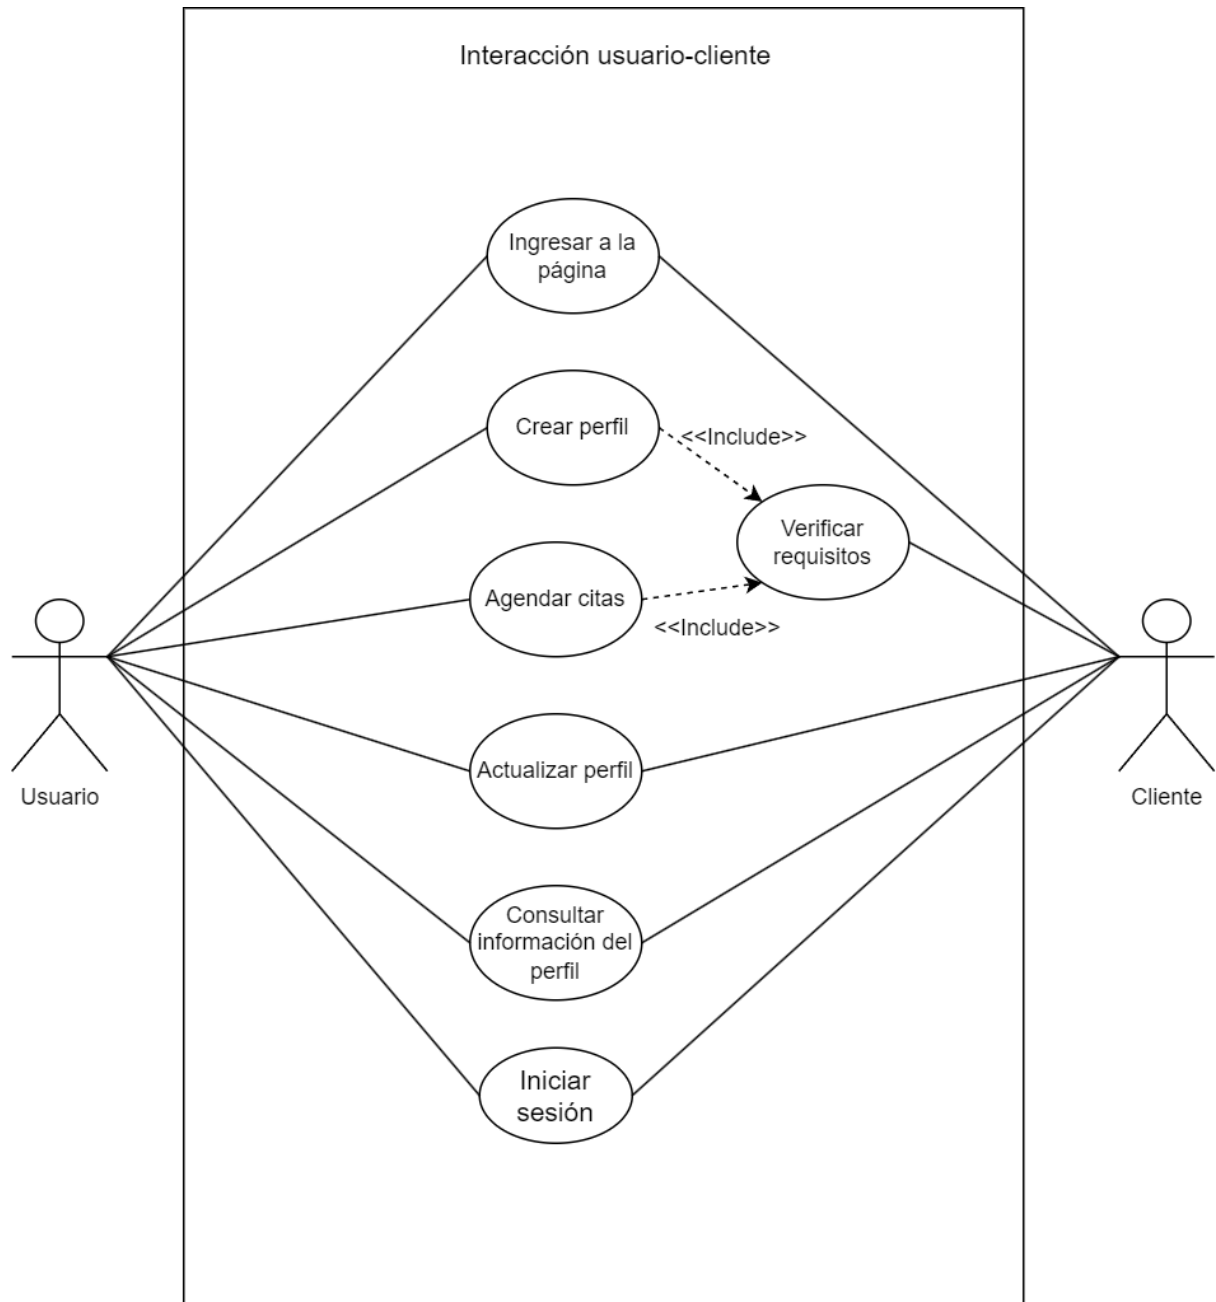 Interacción usuario-cliente
Ingresar a la
página
Crear perfil
<<Include>>
Verificar
requisitos
Agendar citas
<<Include>>
Actualizar perfil
Usuario
Cliente
Consultar
información del
perfil
Iniciar
sesión